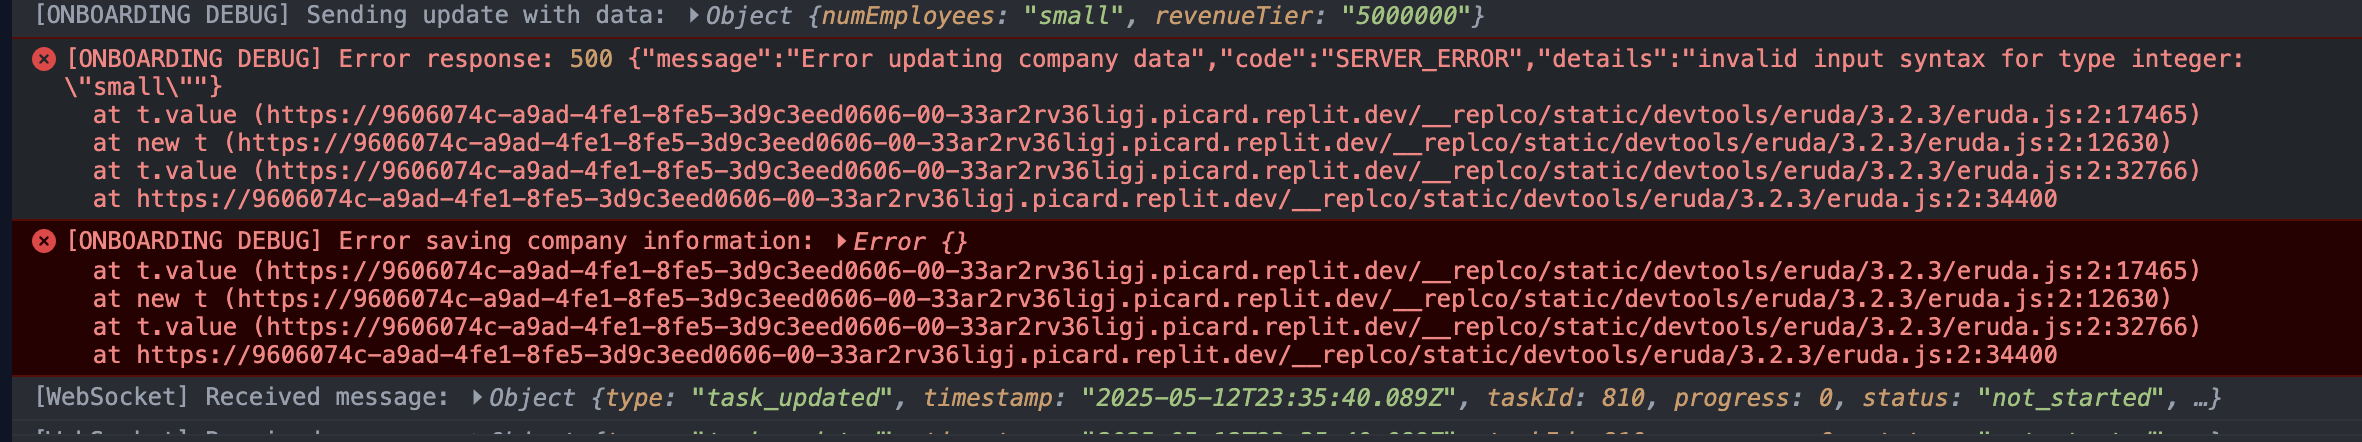 [ONBOARDING DEBUG] Sending update with data: ▶Object {numEmployees: "small", revenueTier: "5000000"}
[ONBOARDING DEBUG] Error response: 500 {"message":"Error updating company data","code":"SERVER_ERROR","details":"invalid input syntax for type integer:
\"small\""}
at t.value (https://9606074c-a9ad-4fe1-8fe5-3d9c3eed0606-00-33ar2rv36ligj.picard.replit.dev/__replco/static/devtools/eruda/3.2.3/eruda.js:2:17465)
at new t (https://9606074c-a9ad-4fe1-8fe5-3d9c3eed0606-00-33ar2rv36ligj.picard.replit.dev/__replco/static/devtools/eruda/3.2.3/eruda.js:2:12630)
at t.value (https://9606074c-a9ad-4fe1-8fe5-3d9c3eed0606-00-33ar2rv36ligj.picard.replit.dev/__replco/static/devtools/eruda/3.2.3/eruda.js:2:32766)
at https://9606074c-a9ad-4fe1-8fe5-3d9c3eed0606-00-33ar2rv36ligj.picard.replit.dev/__replco/static/devtools/eruda/3.2.3/eruda.js:2:34400
[ONBOARDING DEBUG] Error saving company information: ▶Error {}
at t.value (https://9606074c-a9ad-4fe1-8fe5-3d9c3eed0606-00-33ar2rv36ligj.picard.replit.dev/__replco/static/devtools/eruda/3.2.3/eruda.js:2:17465)
at new t (https://9606074c-a9ad-4fe1-8fe5-3d9c3eed0606-00-33ar2rv36ligj.picard.replit.dev/__replco/static/devtools/eruda/3.2.3/eruda.js:2:12630)
at t.value (https://9606074c-a9ad-4fe1-8fe5-3d9c3eed0606-00-33ar2rv36ligj.picard.replit.dev/__replco/static/devtools/eruda/3.2.3/eruda.js:2:32766)
at https://9606074c-a9ad-4fe1-8fe5-3d9c3eed0606-00-33ar2rv36ligj.picard.replit.dev/__replco/static/devtools/eruda/3.2.3/eruda.js:2:34400
[WebSocket] Received message: ▶Object {type: "task_updated", timestamp: "2025-05-12T23:35:40.089Z", taskId: 810, progress: 0, status: "not_started", …}